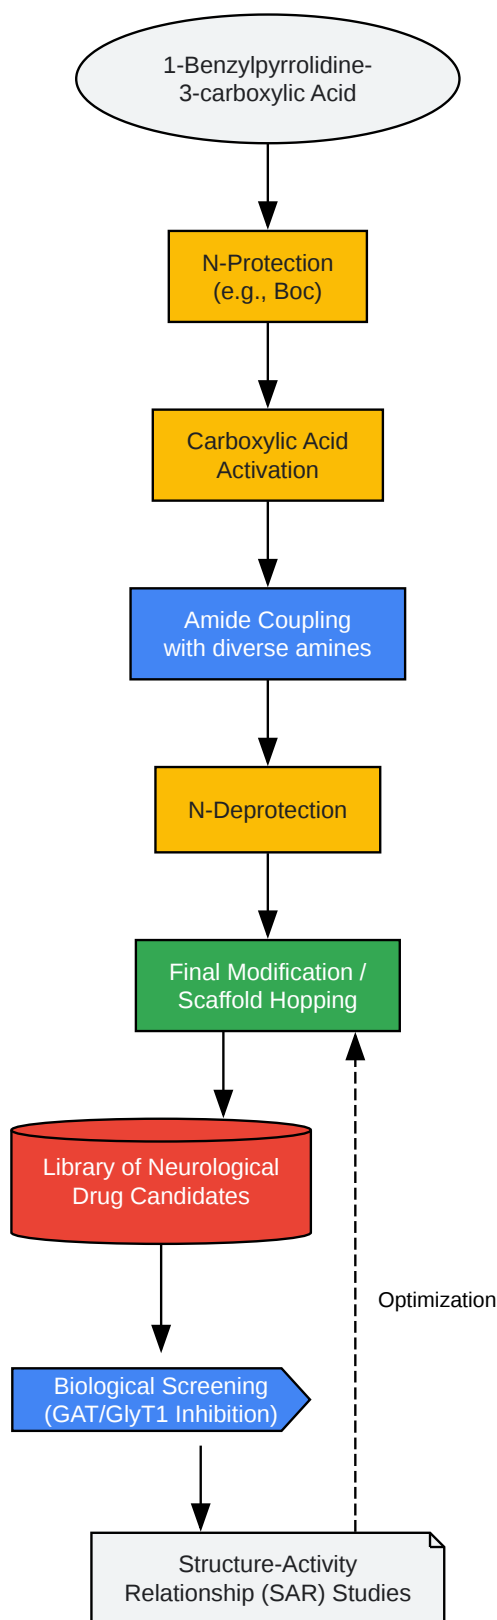 1-Benzylpyrrolidine-
3-carboxylic Acid
N-Protection
(e.g., Boc)
Carboxylic Acid
Activation
Amide Coupling
with diverse amines
N-Deprotection
Final Modification /
Scaffold Hopping
Library of Neurological
Drug Candidates
Optimization
Biological Screening
(GAT/GlyT1 Inhibition)
Structure-Activity
Relationship (SAR) Studies